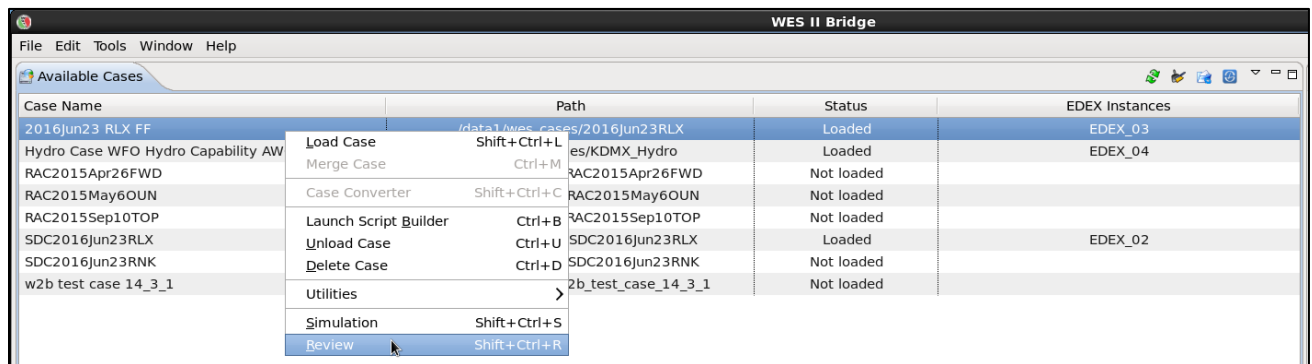 WES II Bridge
File Edit Tools Window Help
Available Cases
Case Name Path Status EDEX Instances
2016Jun23 RLX FF /data1/wes_cases/2016Jun23RLX Loaded EDEX_03
Load Case Shift+Ctrl+L
Hydro Case WFO Hydro Capability AW es/KDMX_Hydro Loaded EDEX_04
Merge Case Ctrl+M
RAC2015Apr26FWD RAC2015Apr26FWD Not loaded
Case Converter Shift+Ctrl+C
RAC2015May6OUN RAC2015May6OUN Not loaded
RAC2015Sep10TOP RAC2015Sep10TOP Not loaded
Launch Script Builder Ctrl+B
SDC2016Jun23RLX SDC2016Jun23RLX Loaded EDEX_02
Unload Case Ctrl+U
SDC2016Jun23RNK SDC2016Jun23RNK Not loaded
Delete Case Ctrl+D
w2b test case 14_3_1 2b_test_case_14_3_1 Not loaded
Utilities
Simulation Shift+Ctrl+S
Review Shift+Ctrl+R